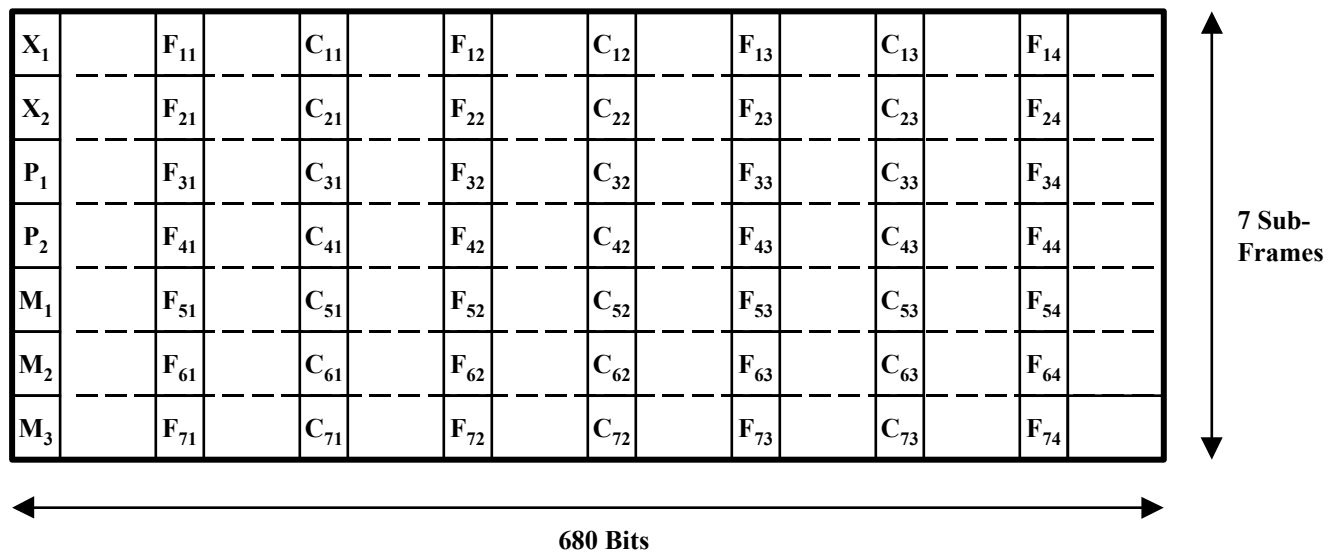 X₁ F₁₁ C₁₁ F₁₂ C₁₂ F₁₃ C₁₃ F₁₄
X₂ F₂₁ C₂₁ F₂₂ C₂₂ F₂₃ C₂₃ F₂₄
P₁ F₃₁ C₃₁ F₃₂ C₃₂ F₃₃ C₃₃ F₃₄
P₂ F₄₁ C₄₁ F₄₂ C₄₂ F₄₃ C₄₃ F₄₄
M₁ F₅₁ C₅₁ F₅₂ C₅₂ F₅₃ C₅₃ F₅₄
M₂ F₆₁ C₆₁ F₆₂ C₆₂ F₆₃ C₆₃ F₆₄
M₃ F₇₁ C₇₁ F₇₂ C₇₂ F₇₃ C₇₃ F₇₄
7 Sub-
Frames
680 Bits